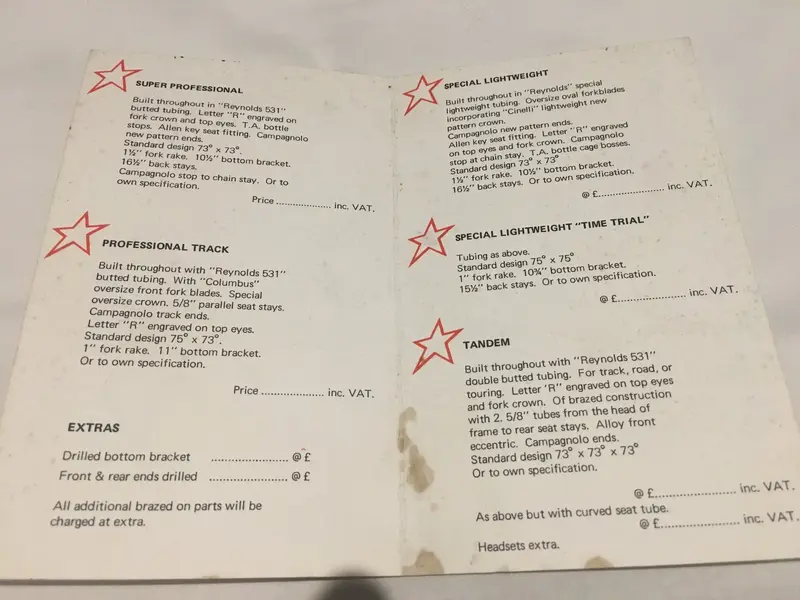 SUPER PROFESSIONAL
Built throughout in "Reynolds 531"
butted tubing. Letter "R" engraved on
fork crown and top eyes. T.A. bottle
stops. Allen key seat fitting. Campagnolo
new pattern ends.
Standard design 73° x 73°.
1½" fork rake. 10½" bottom bracket.
16½" back stays.
Campagnolo stop to chain stay. Or to
own specification.
Price .................. inc. VAT.
PROFESSIONAL TRACK
Built throughout with "Reynolds 531"
butted tubing. With "Columbus"
oversize front fork blades. Special
oversize crown. 5/8" parallel seat stays.
Campagnolo track ends.
Letter "R" engraved on top eyes.
Standard design 75° x 73°.
1" fork rake. 11" bottom bracket.
Or to own specification.
Price .................... inc. VAT.
EXTRAS
Drilled bottom bracket ........................ @ £
Front & rear ends drilled ........................ @ £
All additional brazed on parts will be
charged at extra.
SPECIAL LIGHTWEIGHT
Built throughout in "Reynolds" special
lightweight tubing. Oversize oval forkblades
incorporating "Cinelli" lightweight new
pattern crown.
Campagnolo new pattern ends.
Allen key seat fitting. Letter "R" engraved
on top eyes and fork crown. Campagnolo
stop at chain stay. T.A. bottle cage bosses.
Standard design 73° x 73°
1½" fork rake. 10½" bottom bracket.
16½" back stays. Or to own specification.
@ £..................... inc. VAT.
SPECIAL LIGHTWEIGHT "TIME TRIAL"
Tubing as above.
Standard design 75° x 75°
1" fork rake. 10¾" bottom bracket.
15½" back stays. Or to own specification.
@ £..................... inc. VAT.
TANDEM
Built throughout with "Reynolds 531"
double butted tubing. For track, road, or
touring. Letter 'R" engraved on top eyes
and fork crown. Of brazed construction
with 2. 5/8" tubes from the head of
frame to rear seat stays. Alloy front
eccentric. Campagnolo ends.
Standard design 73° x 73° x 73°
Or to own specification.
@ £......................... inc. VAT.
As above but with curved seat tube.
@ £......................... inc. VAT.
Headsets extra.